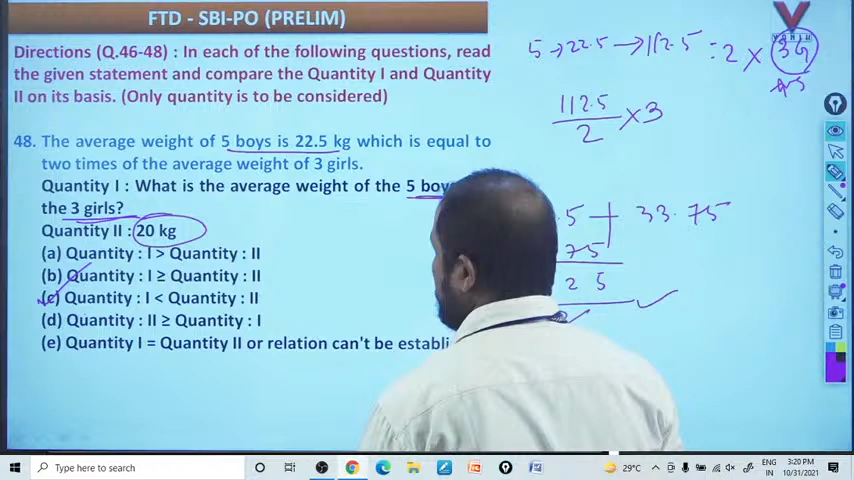 FTD - SBI-PO (PRELIM)
Directions (Q.46-48) : In each of the following questions, read
the given statement and compare the Quantity I and Quantity
II on its basis. (Only quantity is to be considered)
48. The average weight of 5 boys is 22.5 kg which is equal to
two times of the average weight of 3 girls.
Quantity I : What is the average weight of the 5 boy
the 3 girls?
Quantity II : 20 kg
(a) Quantity : I > Quantity : II
(b) Quantity : I ≥ Quantity : II
(c) Quantity : I < Quantity : II
(d) Quantity : II ≥ Quantity : I
(e) Quantity I = Quantity II or relation can't be establi
5 → 22.5 → 112.5 = 2 ×
112.5
2 × 3
.5 + 33.75
75
25
Type here to search
29°C
ENG
IN
3:20 PM
10/31/2021